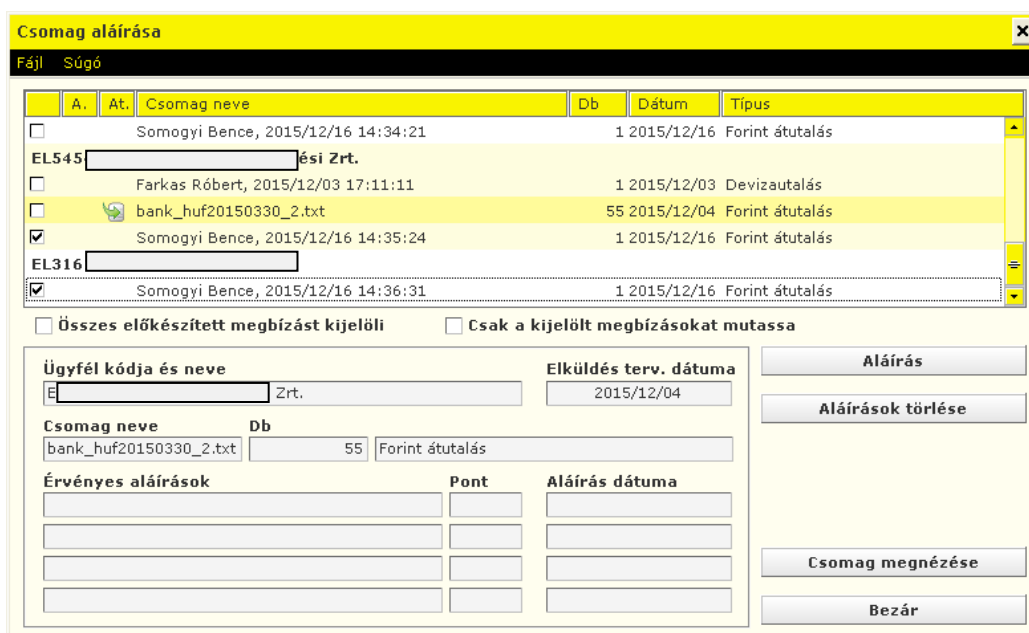 Csomag aláírása
Fájl Súgó
A. At. Csomag neve Db Dátum Típus
Somogyi Bence, 2015/12/16 14:34:21 1 2015/12/16 Forint átutalás
EL545 ési Zrt.
Farkas Róbert, 2015/12/03 17:11:11 1 2015/12/03 Devizautalás
bank_huf20150330_2.txt 55 2015/12/04 Forint átutalás
Somogyi Bence, 2015/12/16 14:35:24 1 2015/12/16 Forint átutalás
EL316
Somogyi Bence, 2015/12/16 14:36:31 1 2015/12/16 Forint átutalás
Összes előkészített megbízást kijelöli Csak a kijelölt megbízásokat mutassa
Ügyfél kódja és neve Elküldés terv. dátuma Aláírás
E Zrt. 2015/12/04
Aláírások törlése
Csomag neve Db
bank_huf20150330_2.txt 55 Forint átutalás
Érvényes aláírások Pont Aláírás dátuma
Csomag megnézése
Bezár